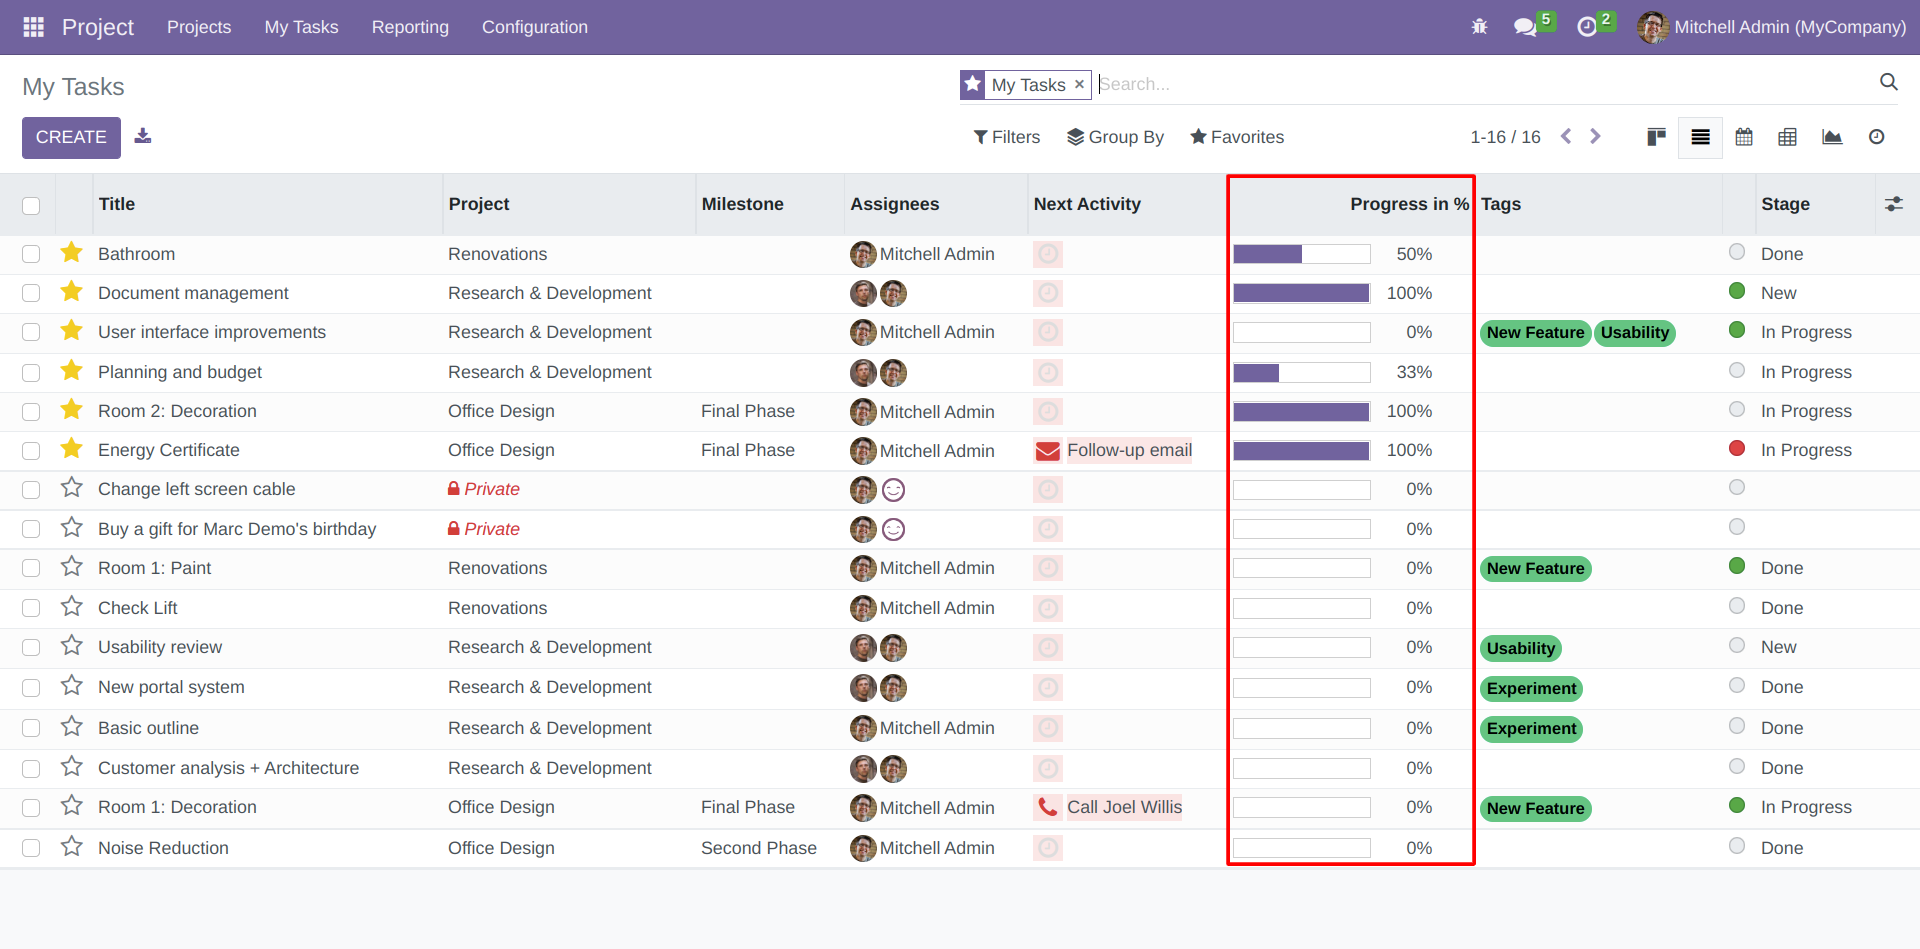 Project Projects My Tasks Reporting Configuration 5 2 Mitchell Admin (MyCompany)
My Tasks My Tasks × Search...
CREATE Filters Group By Favorites 1-16 / 16
Title Project Milestone Assignees Next Activity Progress in % Tags Stage
Bathroom Renovations Mitchell Admin 50% Done
Document management Research & Development 100% New
User interface improvements Research & Development Mitchell Admin 0% New Feature Usability In Progress
Planning and budget Research & Development 33% In Progress
Room 2: Decoration Office Design Final Phase Mitchell Admin 100% In Progress
Energy Certificate Office Design Final Phase Mitchell Admin Follow-up email 100% In Progress
Change left screen cable Private 0%
Buy a gift for Marc Demo's birthday Private 0%
Room 1: Paint Renovations Mitchell Admin 0% New Feature Done
Check Lift Renovations Mitchell Admin 0% Done
Usability review Research & Development 0% Usability New
New portal system Research & Development 0% Experiment Done
Basic outline Research & Development Mitchell Admin 0% Experiment Done
Customer analysis + Architecture Research & Development 0% Done
Room 1: Decoration Office Design Final Phase Mitchell Admin Call Joel Willis 0% New Feature In Progress
Noise Reduction Office Design Second Phase Mitchell Admin 0% Done